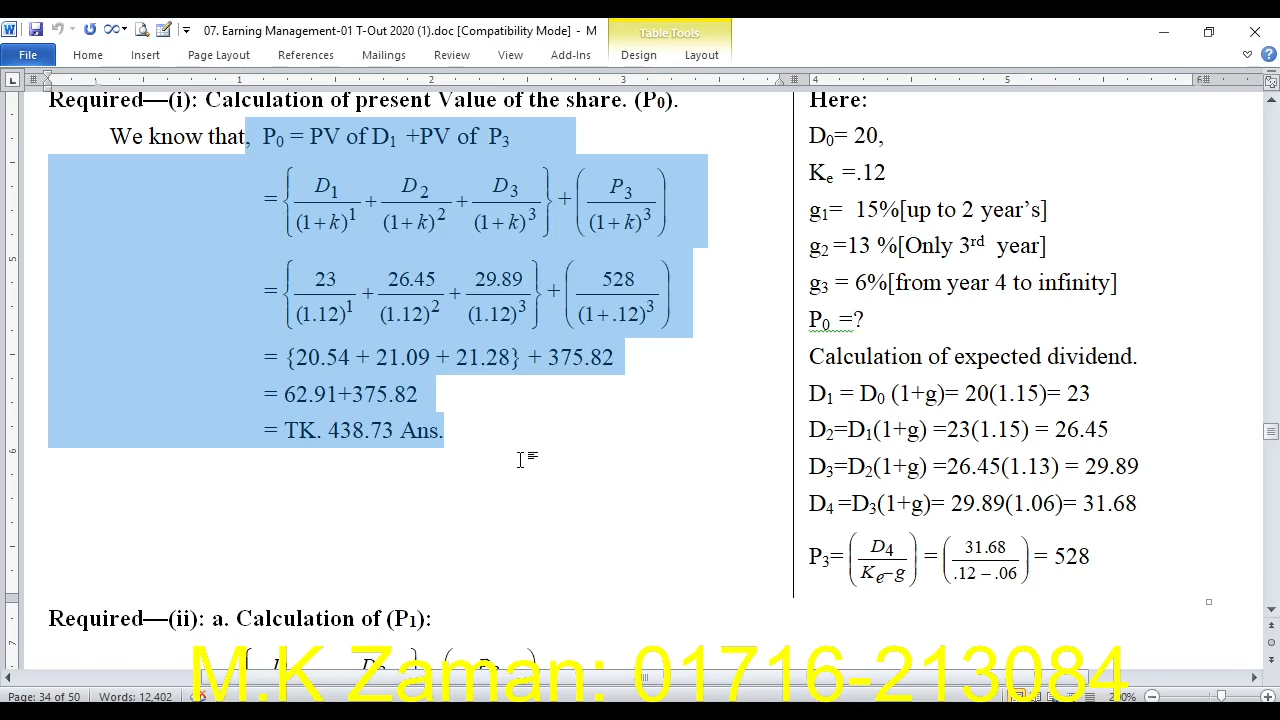 07. Earning Management-01 T-Out 2020 (1).doc [Compatibility Mode] - M
Table Tools
File Home Insert Page Layout References Mailings Review View Add-Ins Design Layout
1 2 3 4 5 6
Required—(i): Calculation of present Value of the share. (P0).
We know that, P0 = PV of D1 +PV of P3
= {D1/(1+k)^1 + D2/(1+k)^2 + D3/(1+k)^3} + (P3/(1+k)^3)
= {23/(1.12)^1 + 26.45/(1.12)^2 + 29.89/(1.12)^3} + (528/(1+.12)^3)
= {20.54 + 21.09 + 21.28} + 375.82
= 62.91+375.82
= TK. 438.73 Ans.
Here:
D0= 20,
Ke =.12
g1= 15%[up to 2 year's]
g2 =13 %[Only 3rd year]
g3 = 6%[from year 4 to infinity]
P0 =?
Calculation of expected dividend.
D1 = D0 (1+g)= 20(1.15)= 23
D2=D1(1+g) =23(1.15) = 26.45
D3=D2(1+g) =26.45(1.13) = 29.89
D4 =D3(1+g)= 29.89(1.06)= 31.68
P3= (D4/Ke-g) = (31.68/.12-.06) = 528
Required—(ii): a. Calculation of (P1):
M.K Zaman: 01716-213084
Page: 34 of 50 Words: 12,402